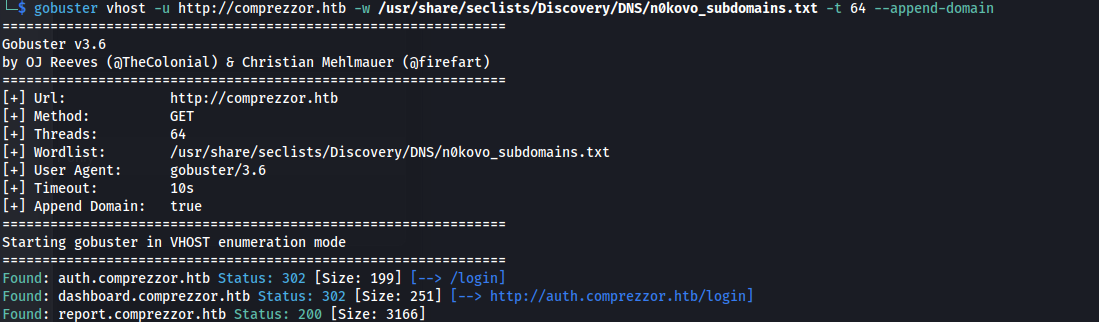 └─$ gobuster vhost -u http://comprezzor.htb -w /usr/share/seclists/Discovery/DNS/n0kovo_subdomains.txt -t 64 --append-domain
===============================================================
Gobuster v3.6
by OJ Reeves (@TheColonial) & Christian Mehlmauer (@firefart)
===============================================================
[+] Url:             http://comprezzor.htb
[+] Method:          GET
[+] Threads:         64
[+] Wordlist:        /usr/share/seclists/Discovery/DNS/n0kovo_subdomains.txt
[+] User Agent:      gobuster/3.6
[+] Timeout:         10s
[+] Append Domain:   true
===============================================================
Starting gobuster in VHOST enumeration mode
===============================================================
Found: auth.comprezzor.htb Status: 302 [Size: 199] [--> /login]
Found: dashboard.comprezzor.htb Status: 302 [Size: 251] [--> http://auth.comprezzor.htb/login]
Found: report.comprezzor.htb Status: 200 [Size: 3166]